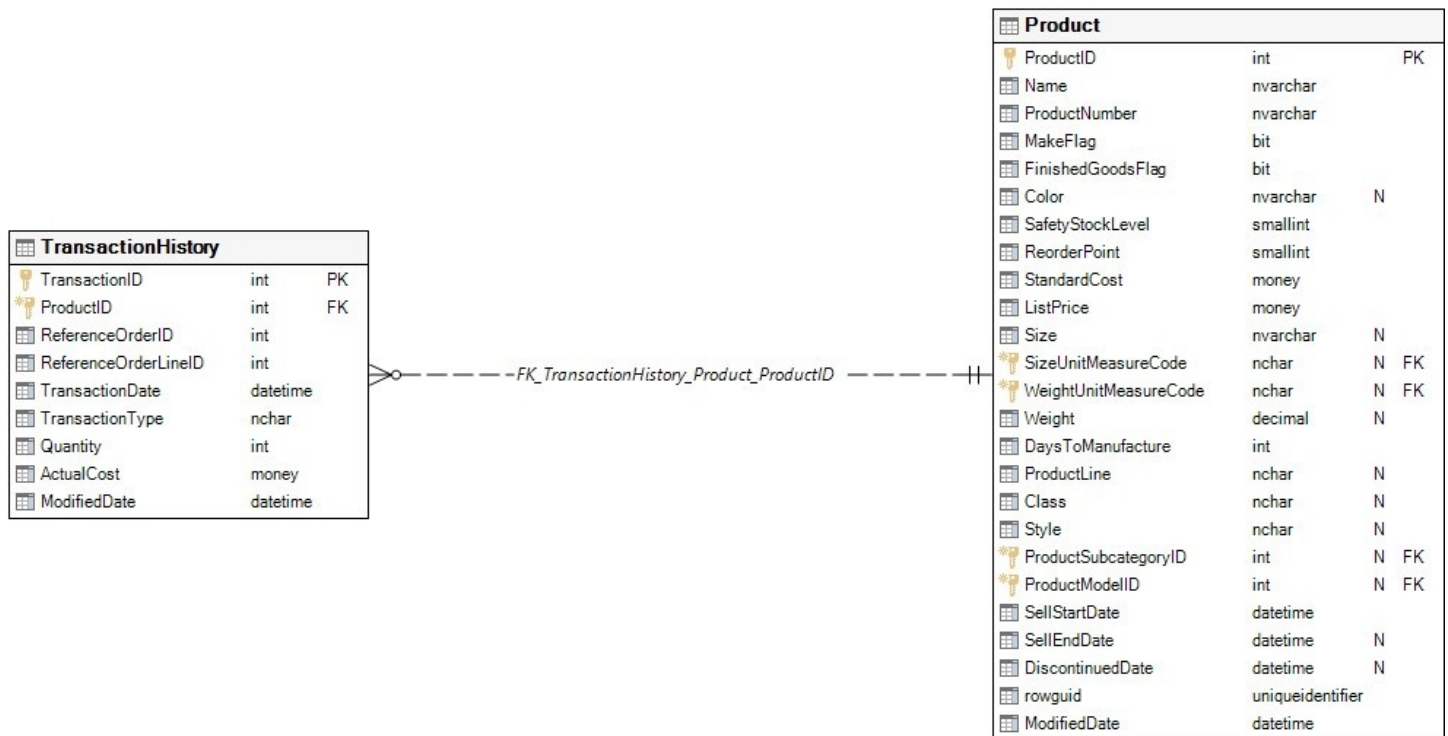 TransactionHistory
TransactionID int PK
ProductID int FK
ReferenceOrderID int
ReferenceOrderLineID int
TransactionDate datetime
TransactionType nchar
Quantity int
ActualCost money
ModifiedDate datetime
FK_TransactionHistory_Product_ProductID
Product
ProductID int PK
Name nvarchar
ProductNumber nvarchar
MakeFlag bit
FinishedGoodsFlag bit
Color nvarchar N
SafetyStockLevel smallint
ReorderPoint smallint
StandardCost money
ListPrice money
Size nvarchar N
SizeUnitMeasureCode nchar N FK
WeightUnitMeasureCode nchar N FK
Weight decimal N
DaysToManufacture int
ProductLine nchar N
Class nchar N
Style nchar N
ProductSubcategoryID int N FK
ProductModelID int N FK
SellStartDate datetime
SellEndDate datetime N
DiscontinuedDate datetime N
rowguid uniqueidentifier
ModifiedDate datetime